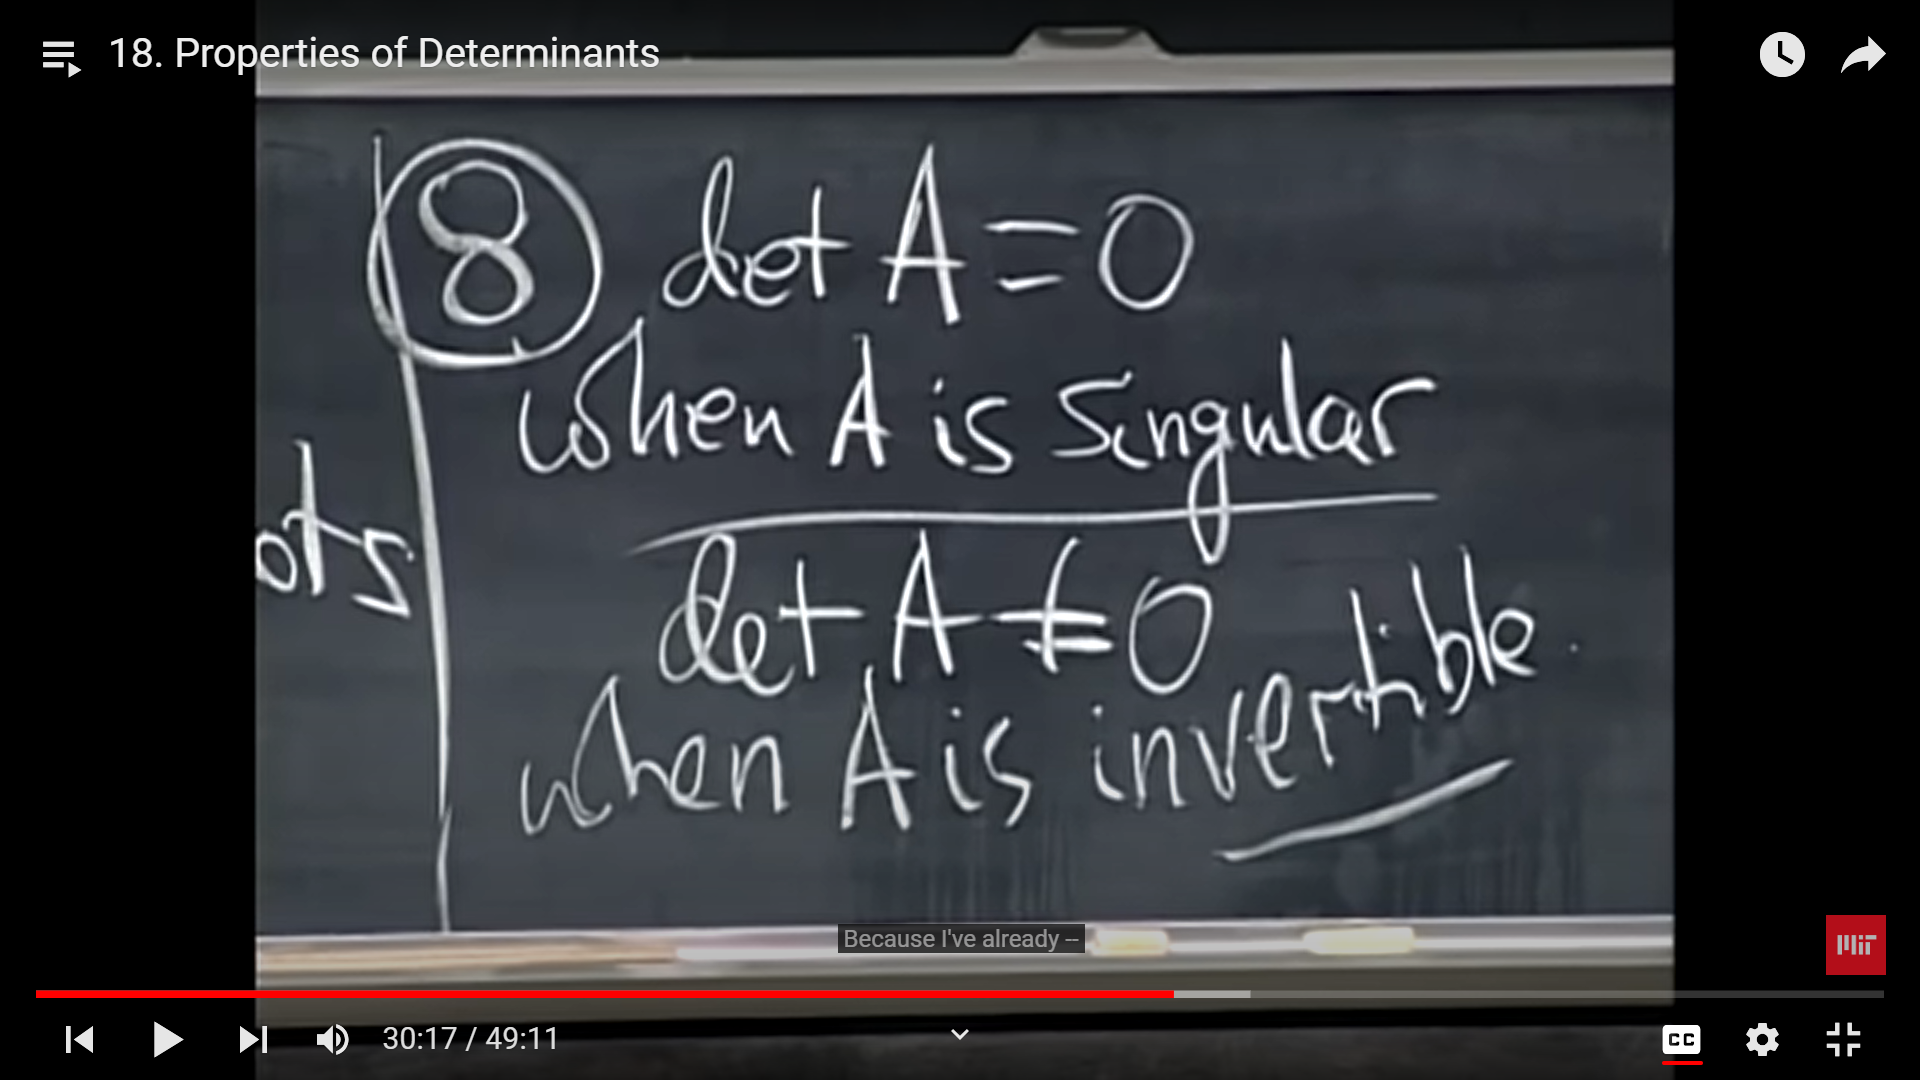 18. Properties of Determinants
8 det A = 0
when A is singular
ots
det A ≠ 0
when A is invertible.
Because I've already --
MIT
30:17 / 49:11
CC